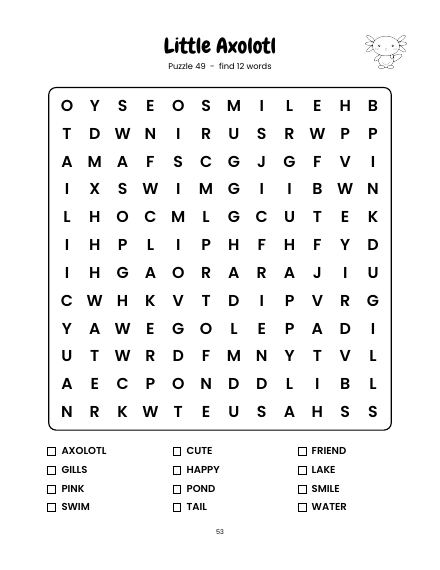 Little Axolotl
Puzzle 49 - find 12 words
O Y S E O S M I L E H B
T D W N I R U S R W P P
A M A F S C G J G F V I
I X S W I M G I I B W N
L H O C M L G C U T E K
I H P L I P H F H F Y D
I H G A O R A R A J I U
C W H K V T D I P V R G
Y A W E G O L E P A D I
U T W R D F M N Y T V L
A E C P O N D D L I B L
N R K W T E U S A H S S
AXOLOTL CUTE FRIEND
GILLS HAPPY LAKE
PINK POND SMILE
SWIM TAIL WATER
53